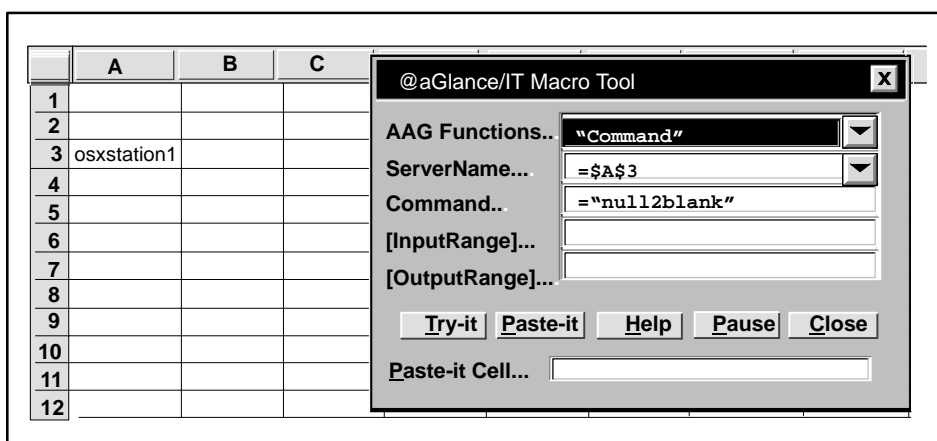 A B C
@aGlance/IT Macro Tool X
1
2
3 osxstation1
4
5
6
7
8
9
10
11
12
AAG Functions... “Command”
ServerName.... =$A$3
Command... =“null2blank”
[InputRange]...
[OutputRange]....
Try-it Paste-it Help Pause Close
Paste-it Cell...